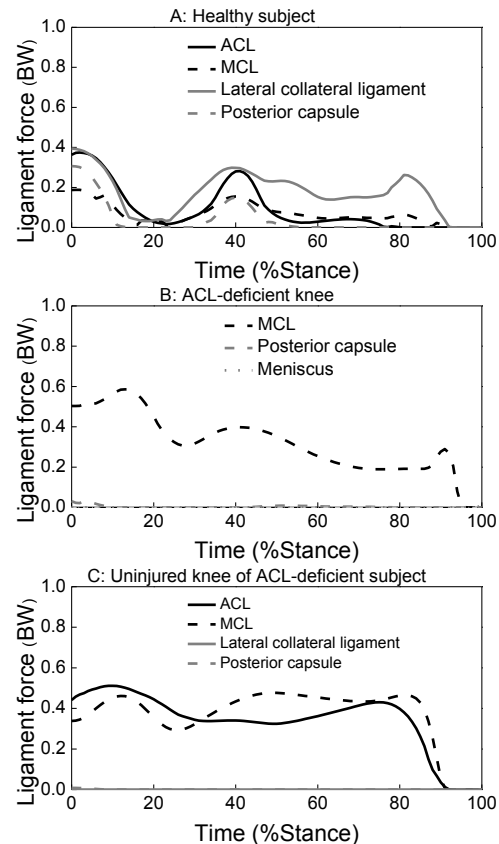 A: Healthy subject
Ligament force (BW)
1.0
0.8
0.6
0.4
0.2
0.0
ACL
MCL
Lateral collateral ligament
Posterior capsule
0 20 40 60 80 100
Time (%Stance)
B: ACL-deficient knee
Ligament force (BW)
1.0
0.8
0.6
0.4
0.2
0.0
MCL
Posterior capsule
Meniscus
0 20 40 60 80 100
Time (%Stance)
C: Uninjured knee of ACL-deficient subject
Ligament force (BW)
1.0
0.8
0.6
0.4
0.2
0.0
ACL
MCL
Lateral collateral ligament
Posterior capsule
0 20 40 60 80 100
Time (%Stance)